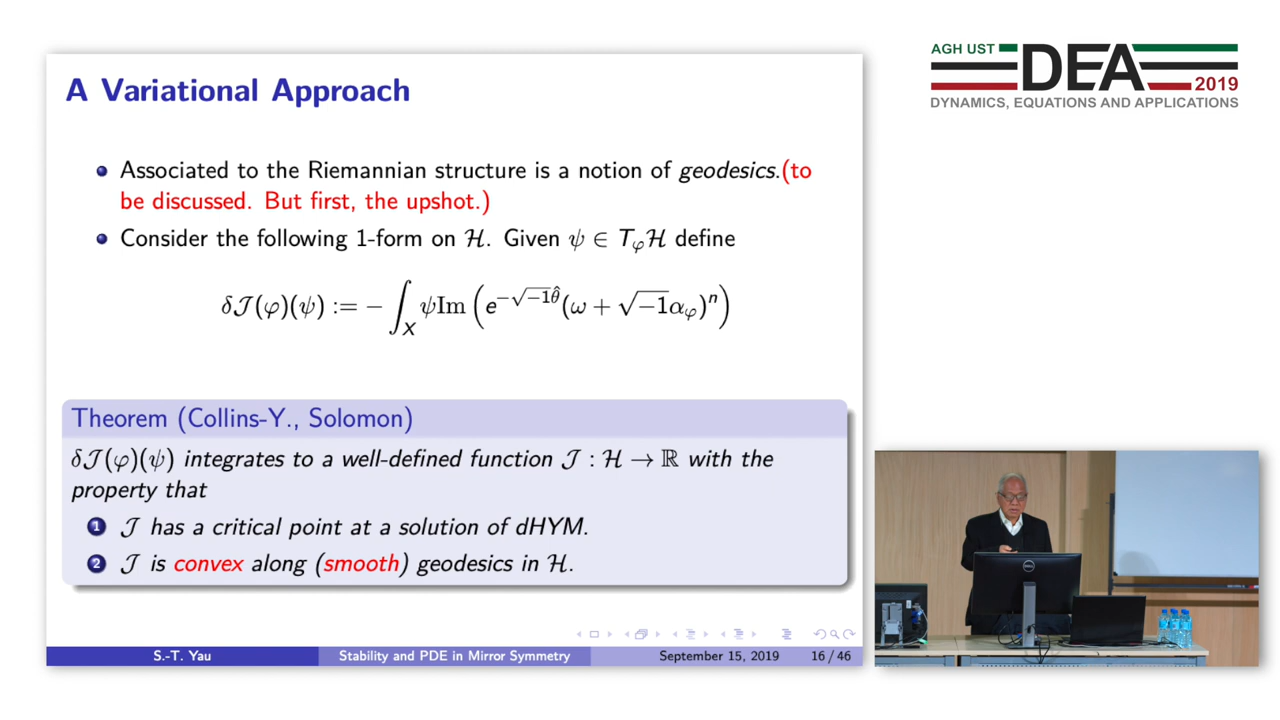 A Variational Approach
Associated to the Riemannian structure is a notion of geodesics.(to
be discussed. But first, the upshot.)
Consider the following 1-form on ℋ. Given ψ ∈ T_φℋ define
δ𝒥(φ)(ψ) := − ∫_X ψIm (e^{−√−1θ̂}(ω + √−1α_φ)^n)
Theorem (Collins-Y., Solomon)
δ𝒥(φ)(ψ) integrates to a well-defined function 𝒥 : ℋ → ℝ with the
property that
1 𝒥 has a critical point at a solution of dHYM.
2 𝒥 is convex along (smooth) geodesics in ℋ.
S.-T. Yau Stability and PDE in Mirror Symmetry September 15, 2019 16 / 46
AGH UST
DEA
2019
DYNAMICS, EQUATIONS AND APPLICATIONS
DELL